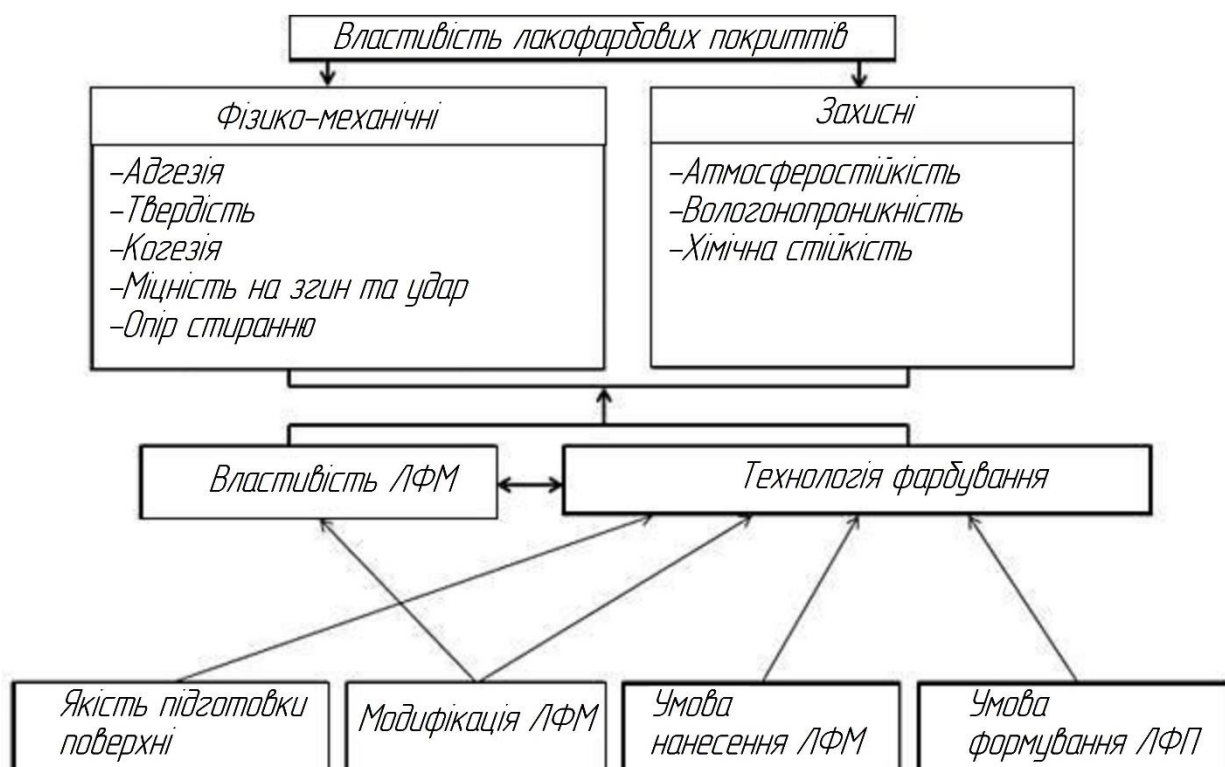 Властивість лакофарбових покриттів
Фізико-механічні
-Адгезія
-Твердість
-Когезія
-Міцність на згин та удар
-Опір стиранню
Захисні
-Атмосферостійкість
-Вологонопроникність
-Хімічна стійкість
Властивість ЛФМ
Технологія фарбування
Якість підготовки
поверхні
Модифікація ЛФМ
Умова
нанесення ЛФМ
Умова
формування ЛФП